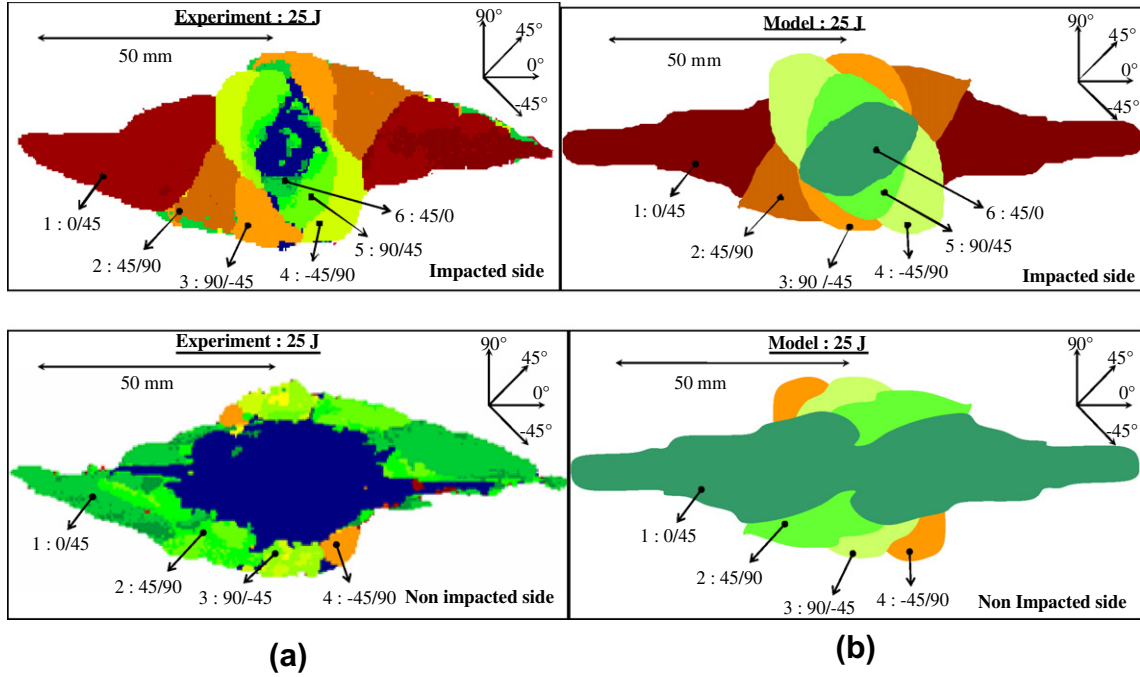 Experiment : 25 J
90°
45°
50 mm
0°
-45°
1 : 0/45
6 : 45/0
2 : 45/90
5 : 90/45
3 : 90/-45
4 : -45/90
Impacted side
Model : 25 J
90°
45°
50 mm
0°
-45°
1 : 0/45
6 : 45/0
2: 45/90
5 : 90/45
3 : 90 /-45
4 : -45/90
Impacted side
Experiment : 25 J
90°
45°
50 mm
0°
-45°
1 : 0/45
2 : 45/90
3 : 90/-45
4 : -45/90
Non impacted side
Model : 25 J
90°
45°
50 mm
0°
-45°
1 : 0/45
2 : 45/90
3 : 90/-45
4 : -45/90
Non Impacted side
(a)
(b)